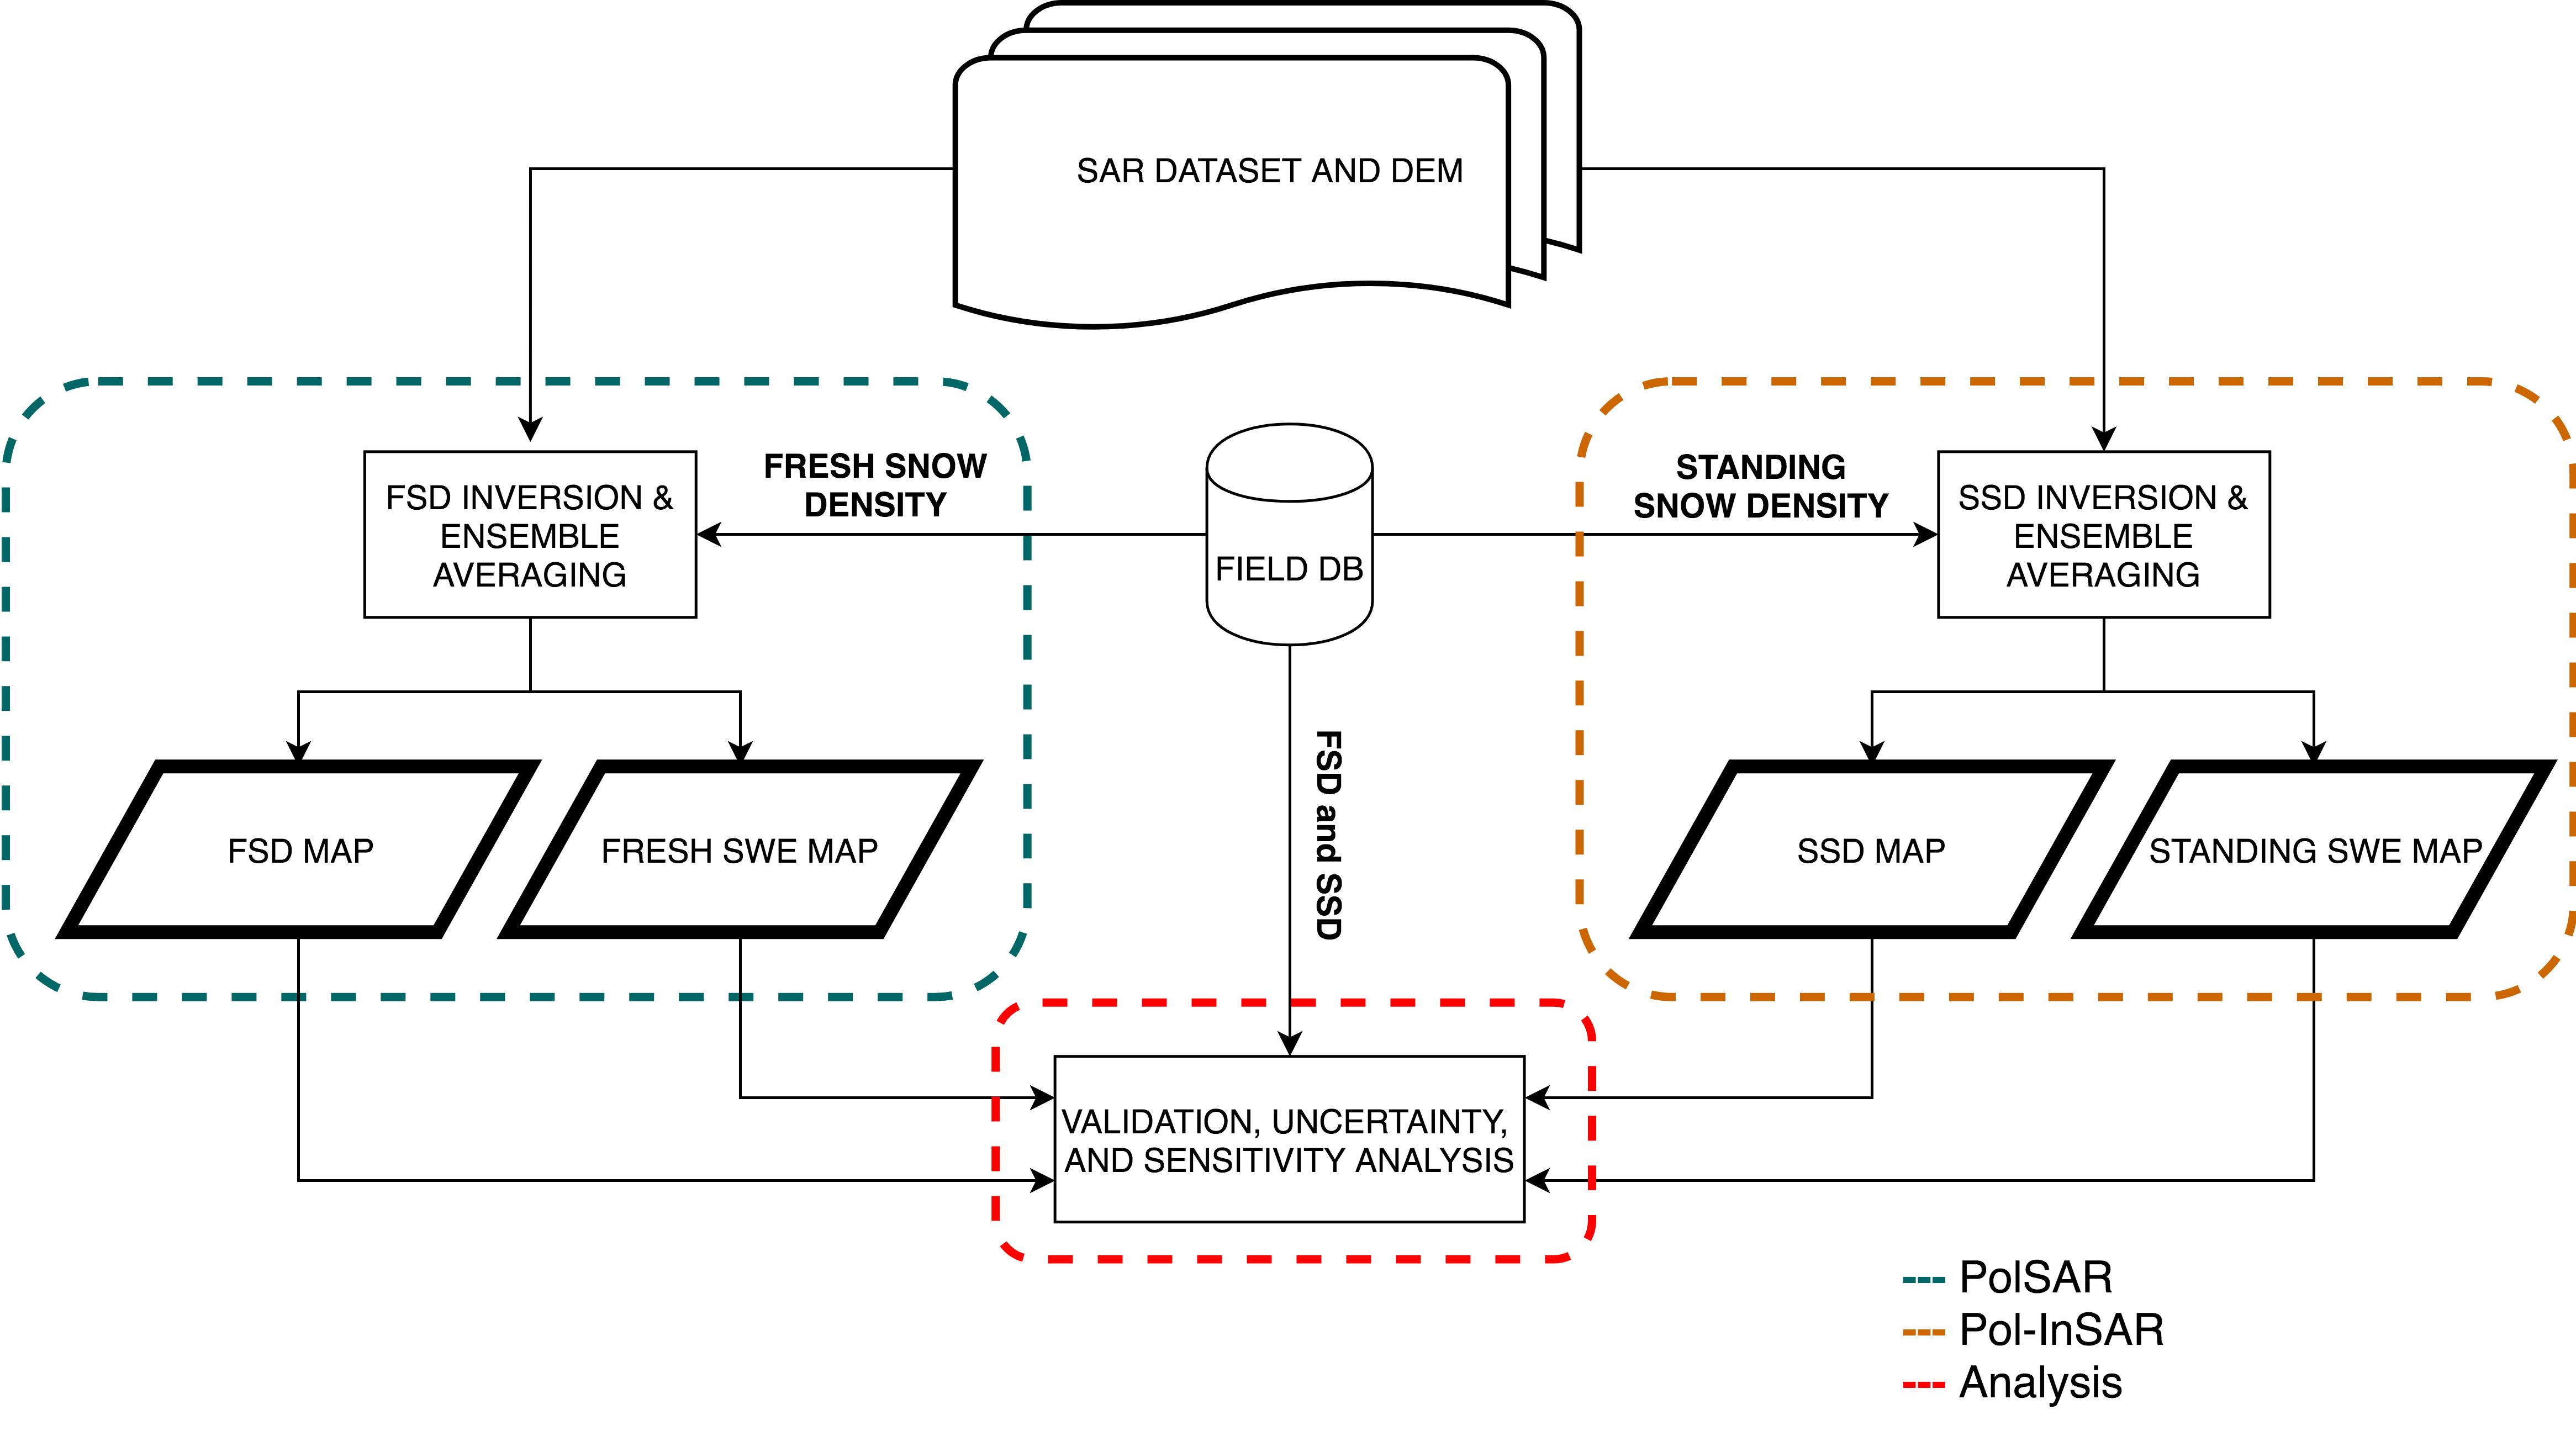 SAR DATASET AND DEM
FSD INVERSION &
ENSEMBLE
AVERAGING
FRESH SNOW
DENSITY
FIELD DB
STANDING
SNOW DENSITY
SSD INVERSION &
ENSEMBLE
AVERAGING
FSD MAP
FRESH SWE MAP
FSD and SSD
SSD MAP
STANDING SWE MAP
VALIDATION, UNCERTAINTY,
AND SENSITIVITY ANALYSIS
PolSAR
Pol-InSAR
Analysis